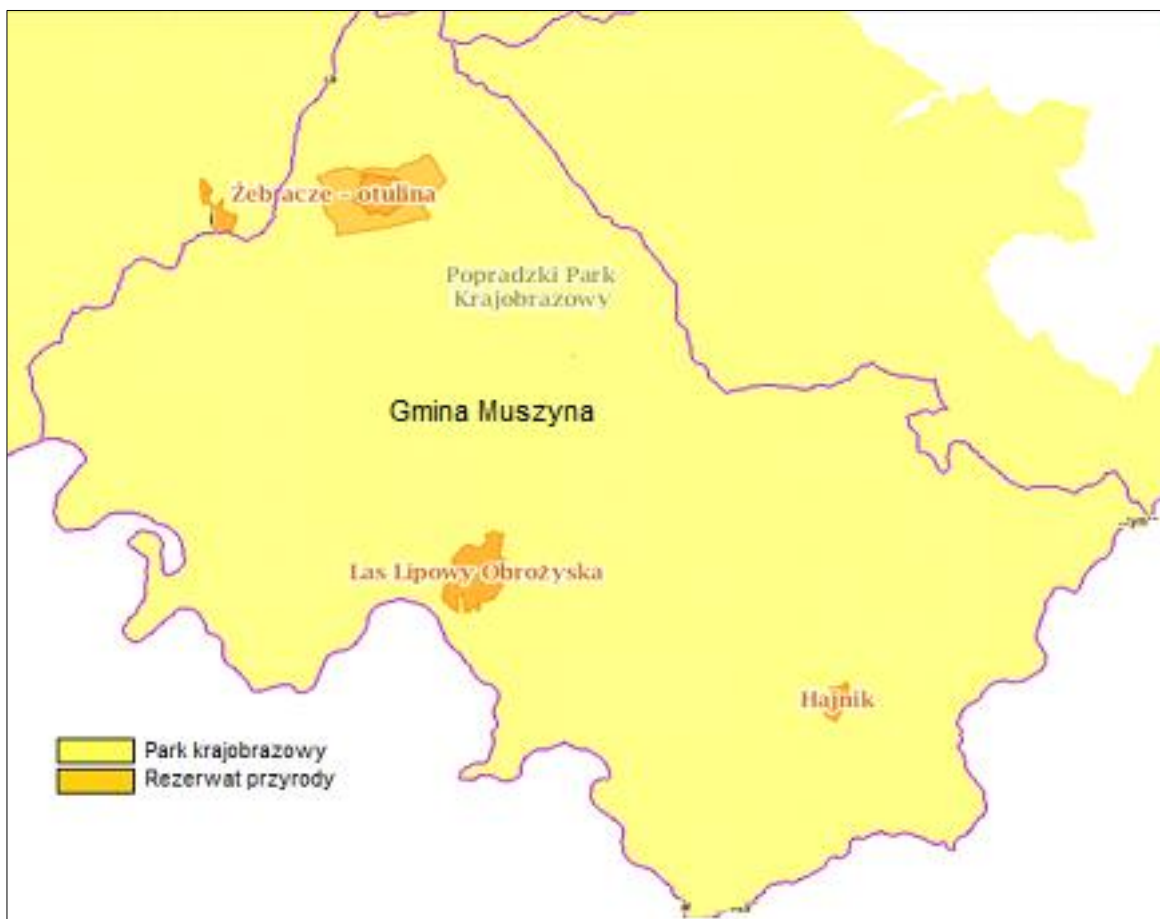 Żebracze - otulina
Popradzki Park
Krajobrazowy
Gmina Muszyna
Las Lipowy Obrożyska
Hajnik
Park krajobrazowy
Rezerwat przyrody